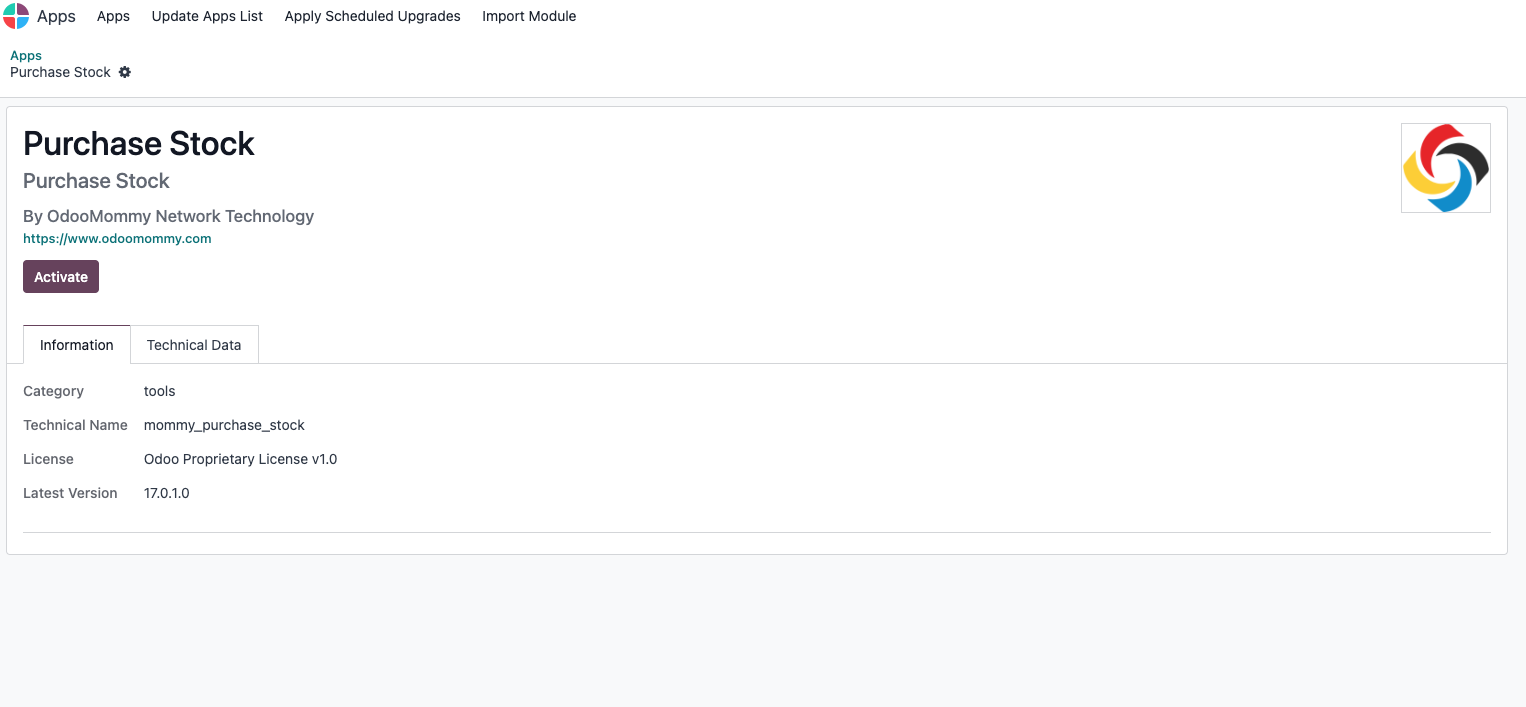 Apps Apps Update Apps List Apply Scheduled Upgrades Import Module
Apps
Purchase Stock
Purchase Stock
Purchase Stock
By OdooMommy Network Technology
https://www.odoomommy.com
Activate
Information Technical Data
Category tools
Technical Name mommy_purchase_stock
License Odoo Proprietary License v1.0
Latest Version 17.0.1.0